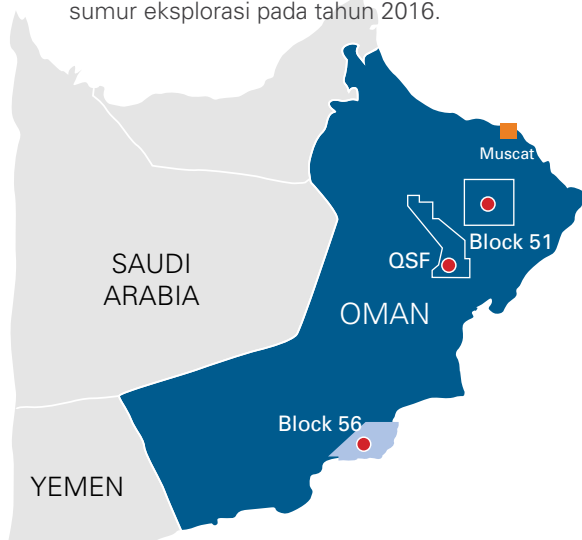 sumur eksplorasi pada tahun 2016.
Muscat
Block 51
QSF
SAUDI
ARABIA
OMAN
Block 56
YEMEN